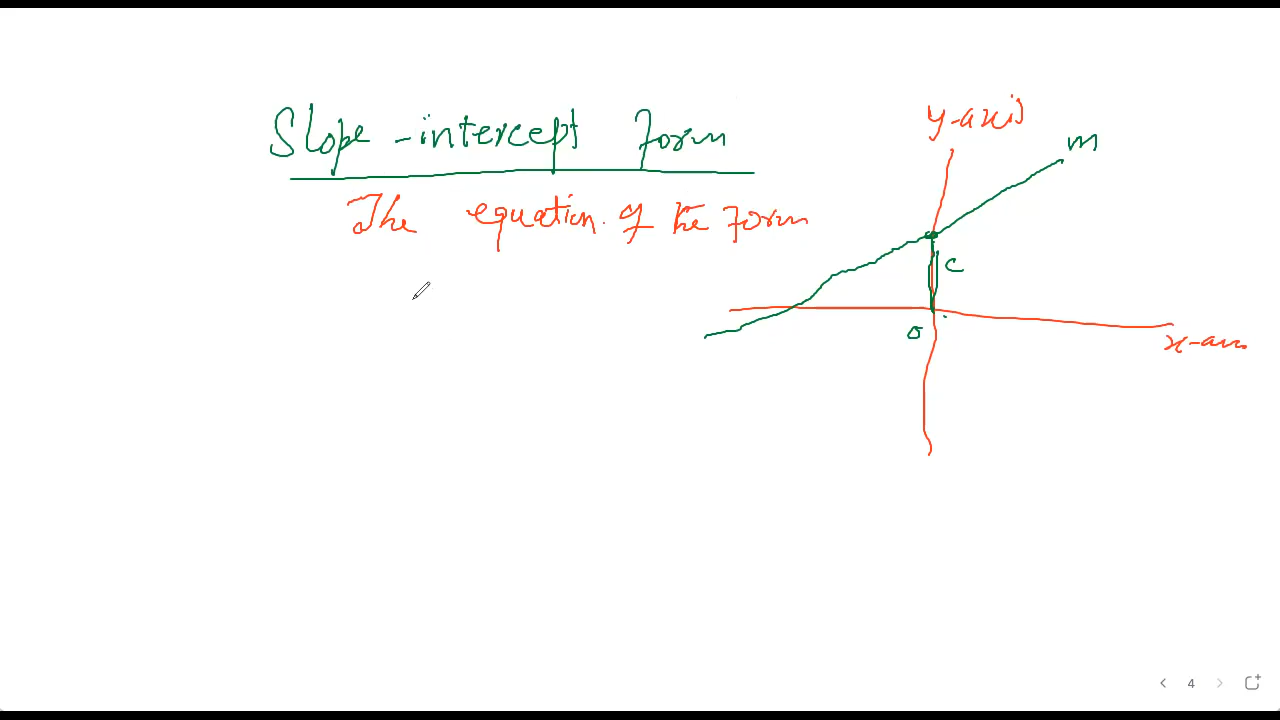 Slope-intercept Form
The equation of the Form
y-axis
m
c
O
x-axis
4